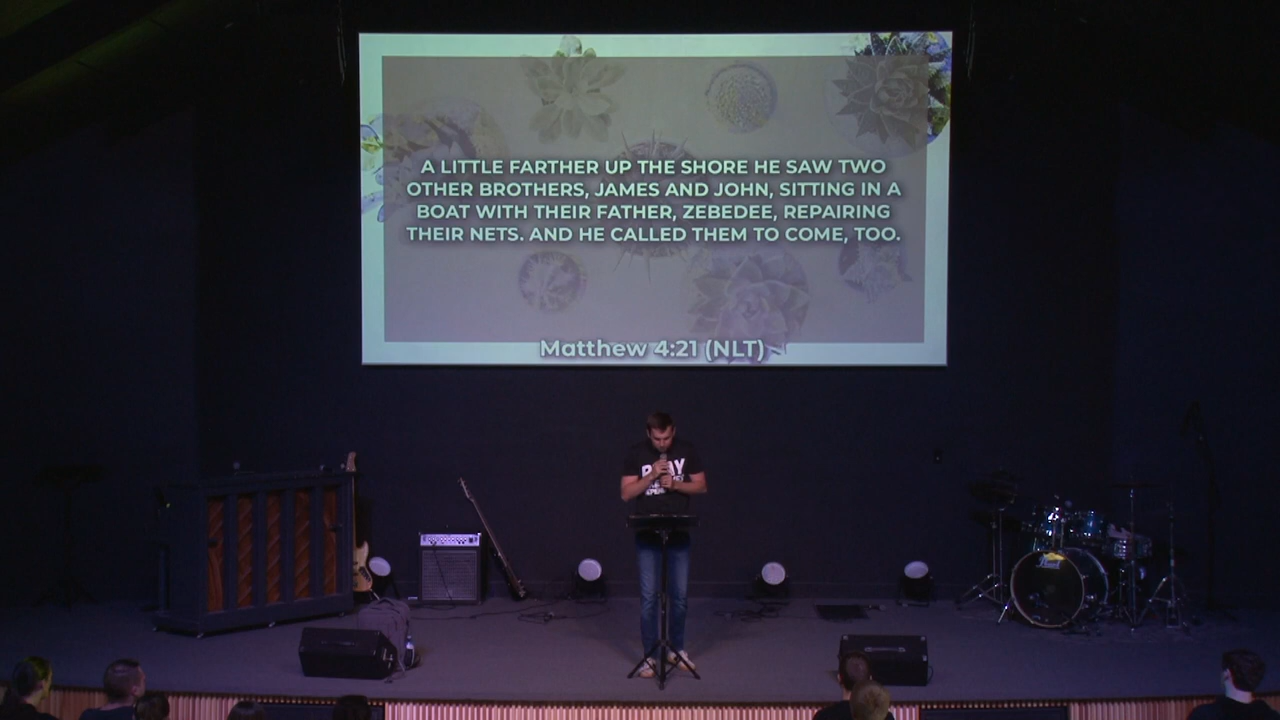 A LITTLE FARTHER UP THE SHORE HE SAW TWO
OTHER BROTHERS, JAMES AND JOHN, SITTING IN A
BOAT WITH THEIR FATHER, ZEBEDEE, REPAIRING
THEIR NETS. AND HE CALLED THEM TO COME, TOO.
Matthew 4:21 (NLT)